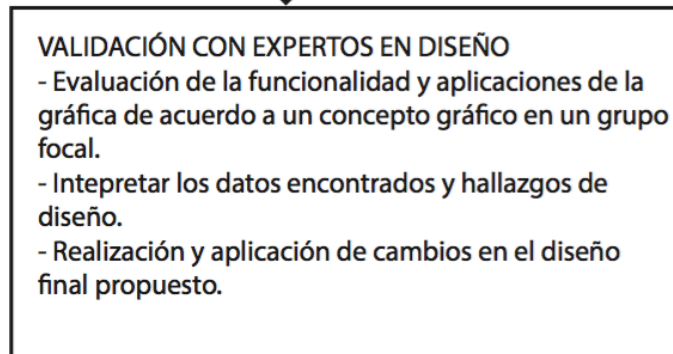 VALIDACIÓN CON EXPERTOS EN DISEÑO
- Evaluación de la funcionalidad y aplicaciones de la
gráfica de acuerdo a un concepto gráfico en un grupo
focal.
- Intepretar los datos encontrados y hallazgos de
diseño.
- Realización y aplicación de cambios en el diseño
final propuesto.